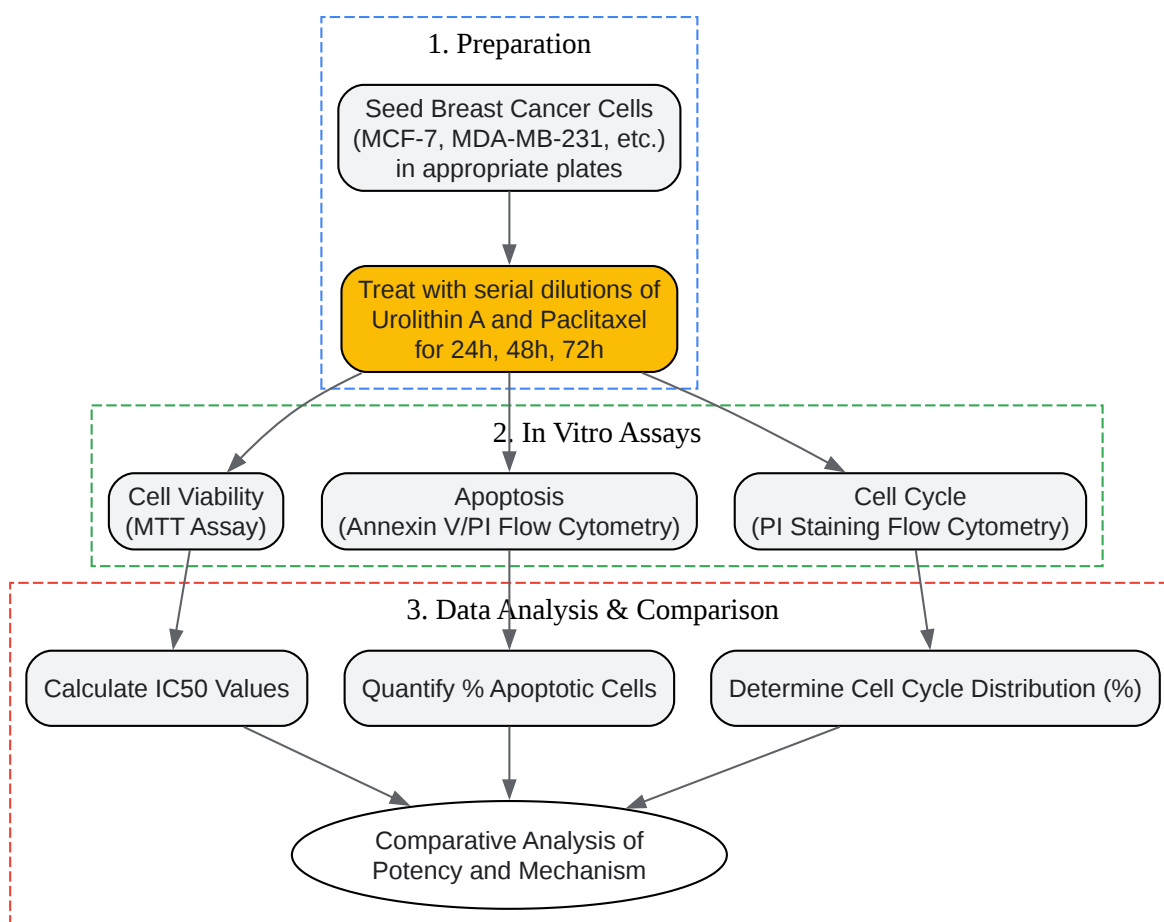 1. Preparation
Seed Breast Cancer Cells
(MCF-7, MDA-MB-231, etc.)
in appropriate plates
Treat with serial dilutions of
Urolithin A and Paclitaxel
for 24h, 48h, 72h
2. In Vitro Assays
Cell Viability
(MTT Assay)
Apoptosis
(Annexin V/PI Flow Cytometry)
Cell Cycle
(PI Staining Flow Cytometry)
3. Data Analysis & Comparison
Calculate IC50 Values
Quantify % Apoptotic Cells
Determine Cell Cycle Distribution (%)
Comparative Analysis of
Potency and Mechanism